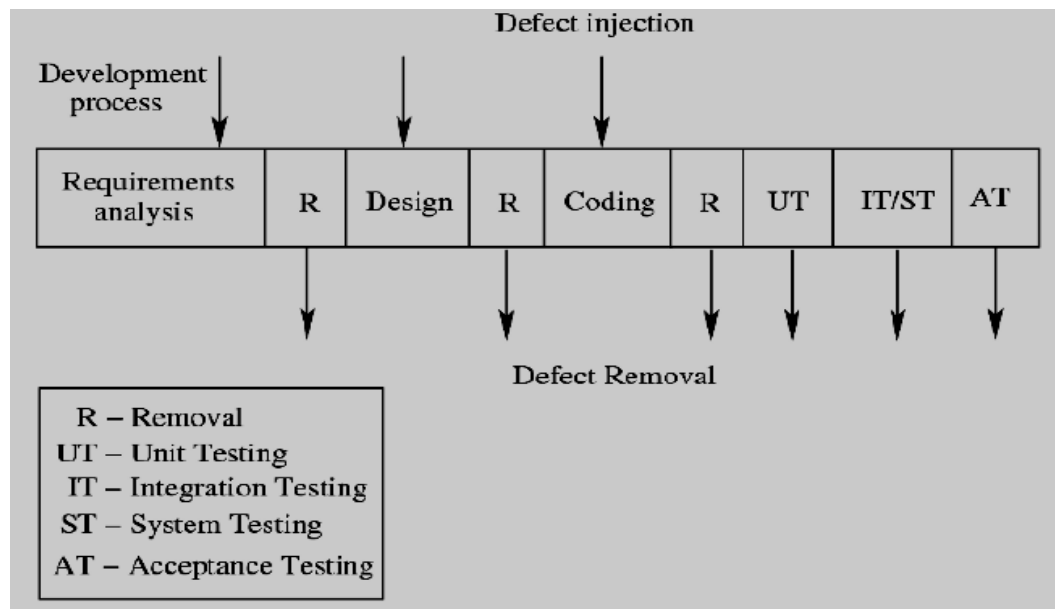 Defect injection
Development
process
Requirements
analysis
R
Design
R
Coding
R
UT
IT/ST
AT
Defect Removal
R – Removal
UT – Unit Testing
IT – Integration Testing
ST – System Testing
AT – Acceptance Testing